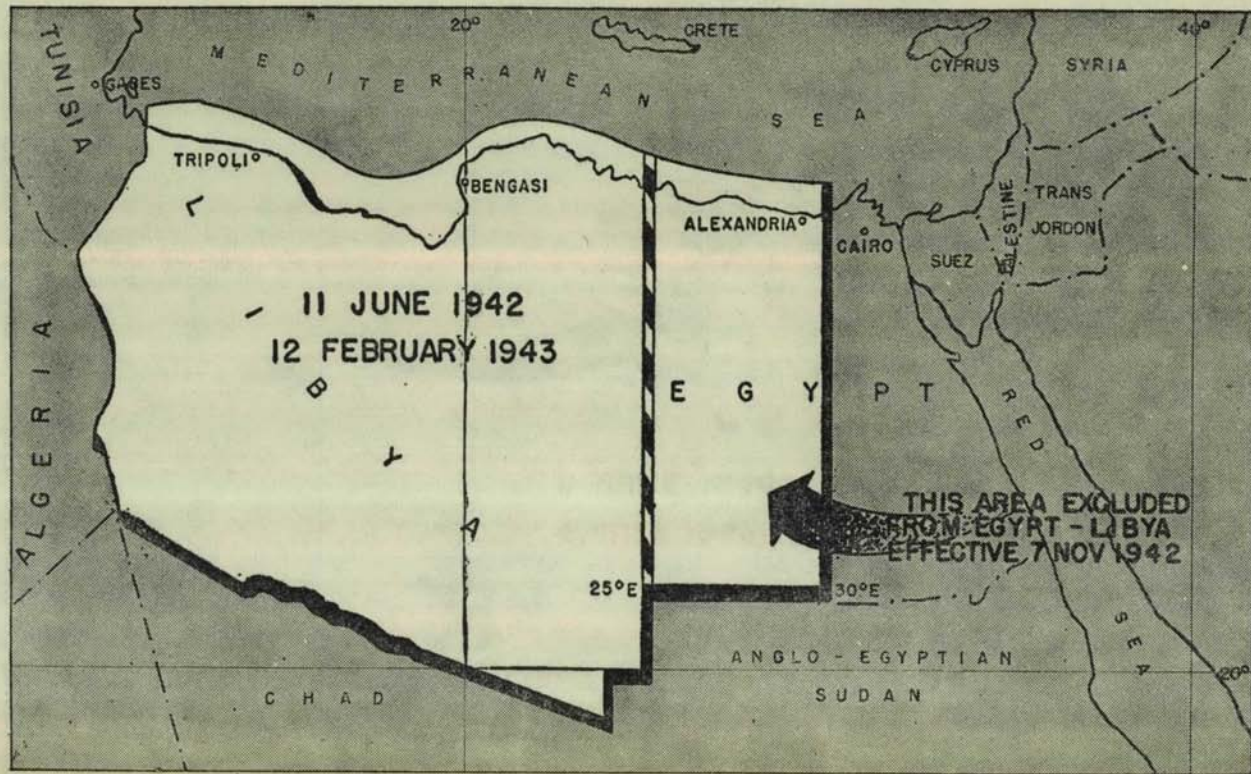 20°
40°
CRETE
CYPRUS
SYRIA
TUNISIA
GABES
MEDITERRANEAN SEA
TRIPOLI
BENGASI
ALEXANDRIA
CAIRO
SUEZ
PALESTINE
TRANS
JORDON
LIBYA
11 JUNE 1942
12 FEBRUARY 1943
EGYPT
ALGERIA
RED SEA
THIS AREA EXCLUDED
FROM EGYPT - LIBYA
EFFECTIVE 7 NOV 1942
25°E
30°E
ANGLO-EGYPTIAN
SUDAN
20°
CHAD